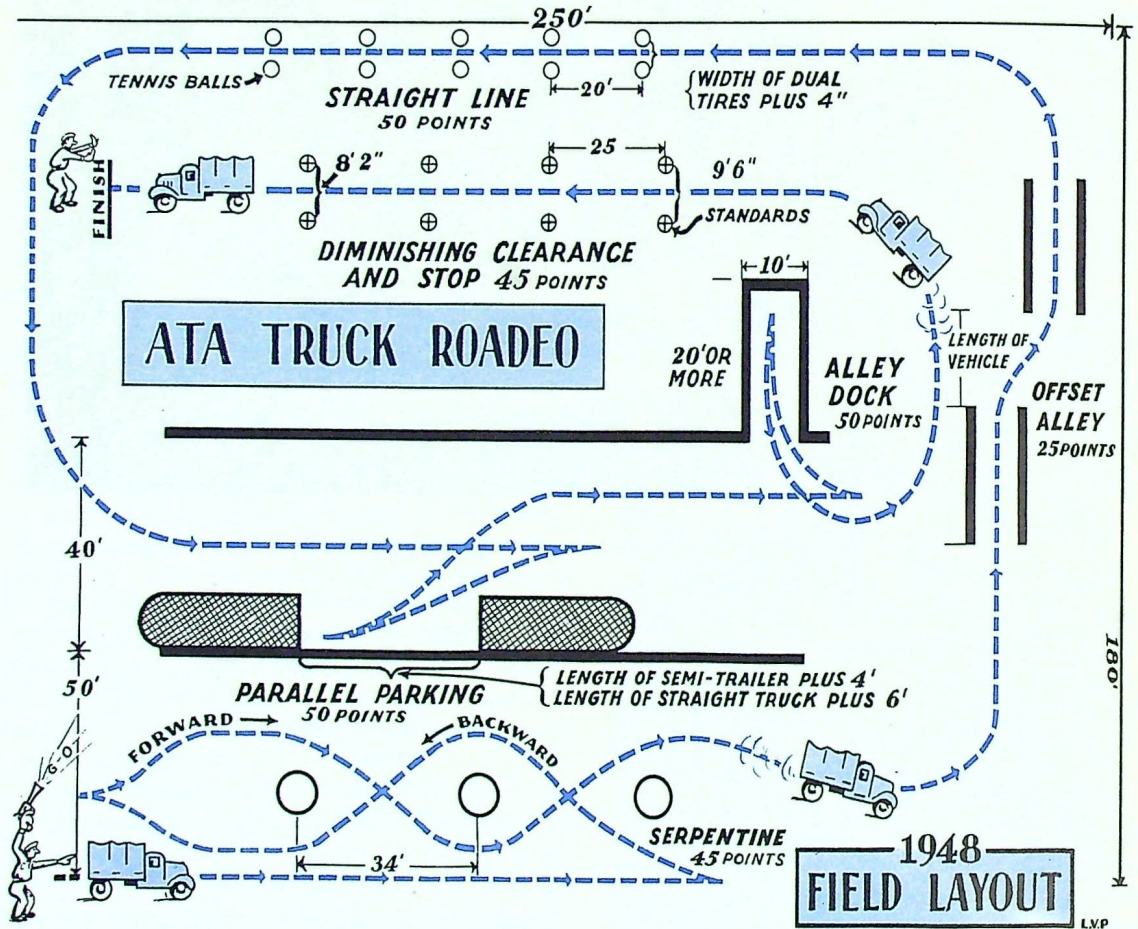 250'
TENNIS BALLS
20'
WIDTH OF DUAL
TIRES PLUS 4"
STRAIGHT LINE
50 POINTS
25
8'2"
9'6"
FINISH
STANDARDS
DIMINISHING CLEARANCE
AND STOP 45 POINTS
10'
ATA TRUCK ROADEO
20' OR
MORE
ALLEY
DOCK
50 POINTS
LENGTH OF
VEHICLE
OFFSET
ALLEY
25 POINTS
40'
180'
50'
LENGTH OF SEMI-TRAILER PLUS 4'
LENGTH OF STRAIGHT TRUCK PLUS 6'
PARALLEL PARKING
50 POINTS
FORWARD
BACKWARD
GO
SERPENTINE
45 POINTS
34'
1948
FIELD LAYOUT
L.V.P